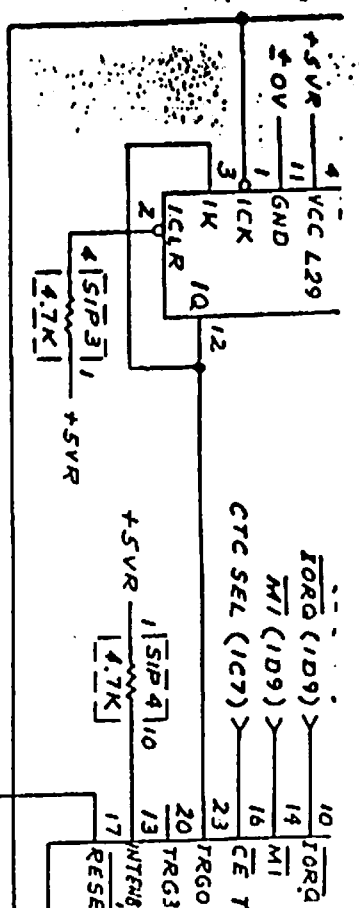 +5VR
+0V
4
11
1
3
2
VCC L29
GND
1CK
1K
1CLR
1Q
12
4 SIP3 1
4.7K
+5VR
+5VR
1 SIP4 10
4.7K
IORQ (1D9)
M1 (1D9)
CTC SEL (1C7)
10
14
16
23
20
13
17
IORQ
M1
CE
TRG0
TRG3
RESE